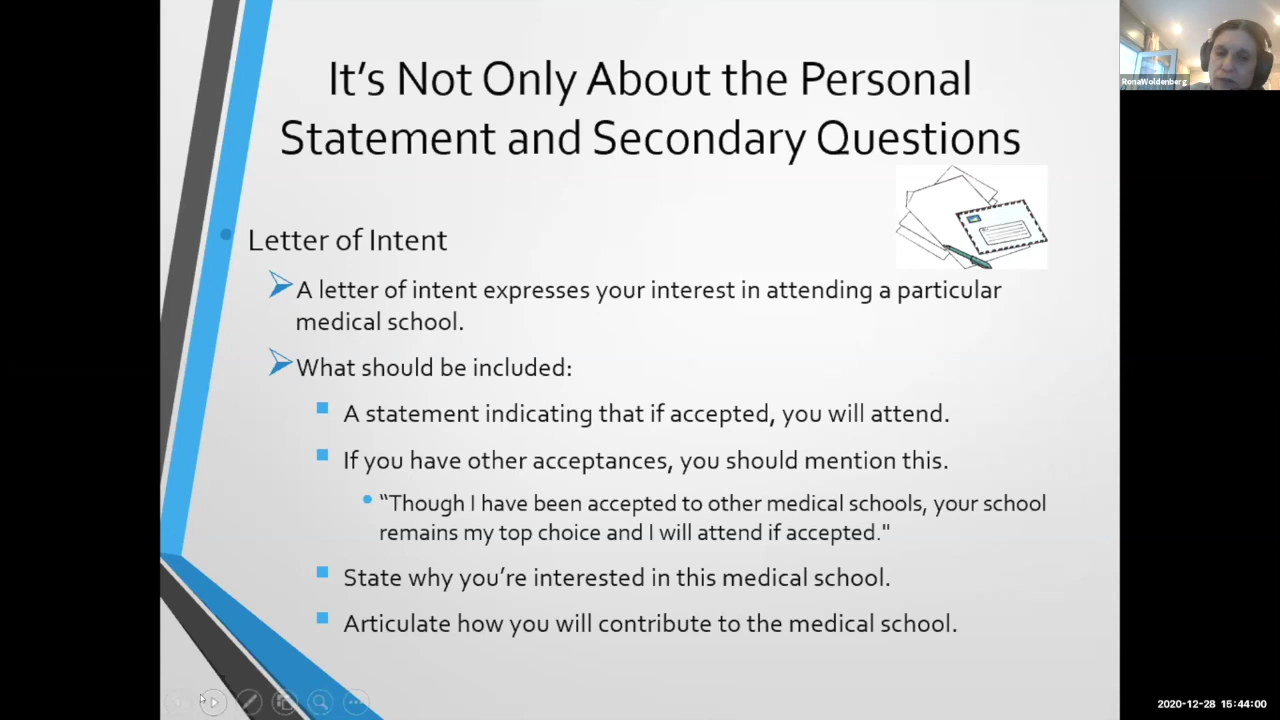 It's Not Only About the Personal
Statement and Secondary Questions
RonaWoldenberg
Letter of Intent
A letter of intent expresses your interest in attending a particular
medical school.
What should be included:
A statement indicating that if accepted, you will attend.
If you have other acceptances, you should mention this.
“Though I have been accepted to other medical schools, your school
remains my top choice and I will attend if accepted."
State why you’re interested in this medical school.
Articulate how you will contribute to the medical school.
2020-12-28 15:44:00